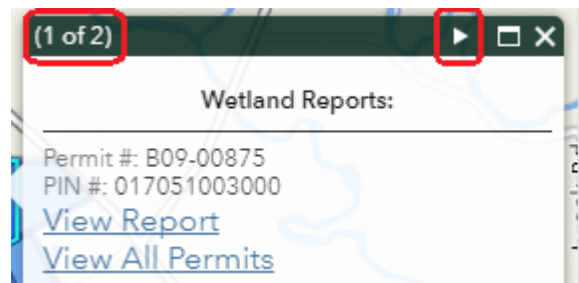 (1 of 2)
Wetland Reports:
Permit #: B09-00875
PIN #: 017051003000
View Report
View All Permits